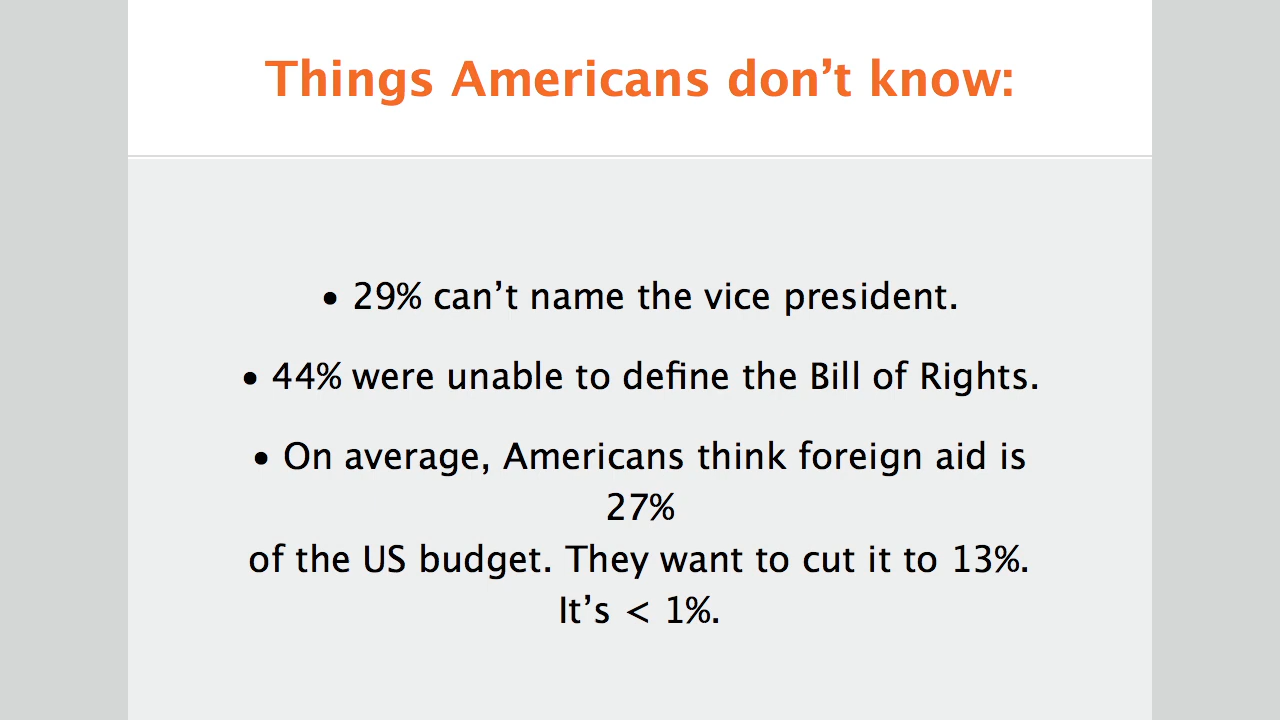 Things Americans don’t know:
• 29% can’t name the vice president.
• 44% were unable to define the Bill of Rights.
• On average, Americans think foreign aid is
27%
of the US budget. They want to cut it to 13%.
It’s < 1%.